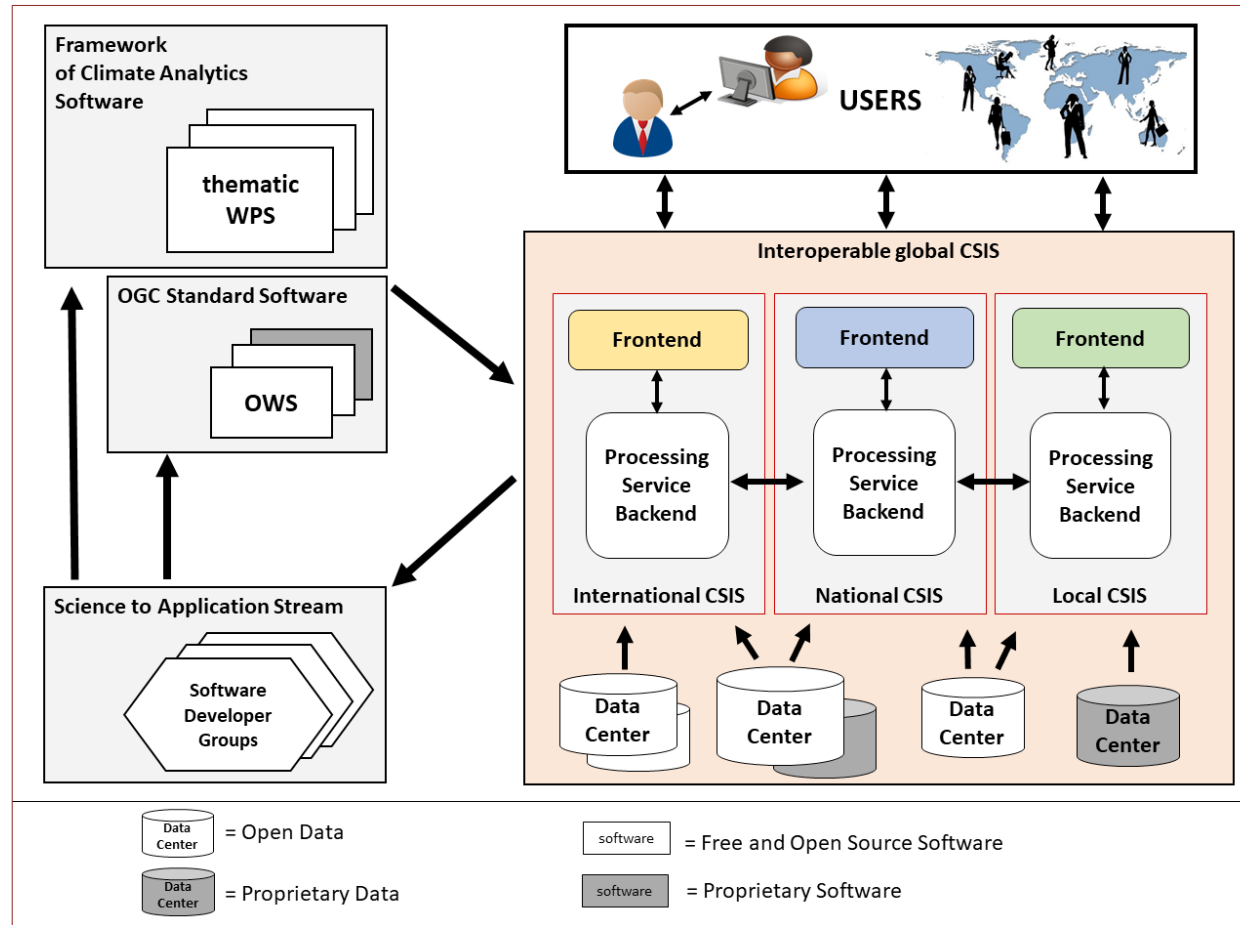 Framework
of Climate Analytics
Software
thematic
WPS
OGC Standard Software
OWS
Science to Application Stream
Software
Developer
Groups
USERS
Interoperable global CSIS
Frontend
Processing
Service
Backend
International CSIS
Frontend
Processing
Service
Backend
National CSIS
Frontend
Processing
Service
Backend
Local CSIS
Data
Center
Data
Center
Data
Center
Data
Center
Data
Center
= Open Data
Data
Center
= Proprietary Data
software
= Free and Open Source Software
software
= Proprietary Software